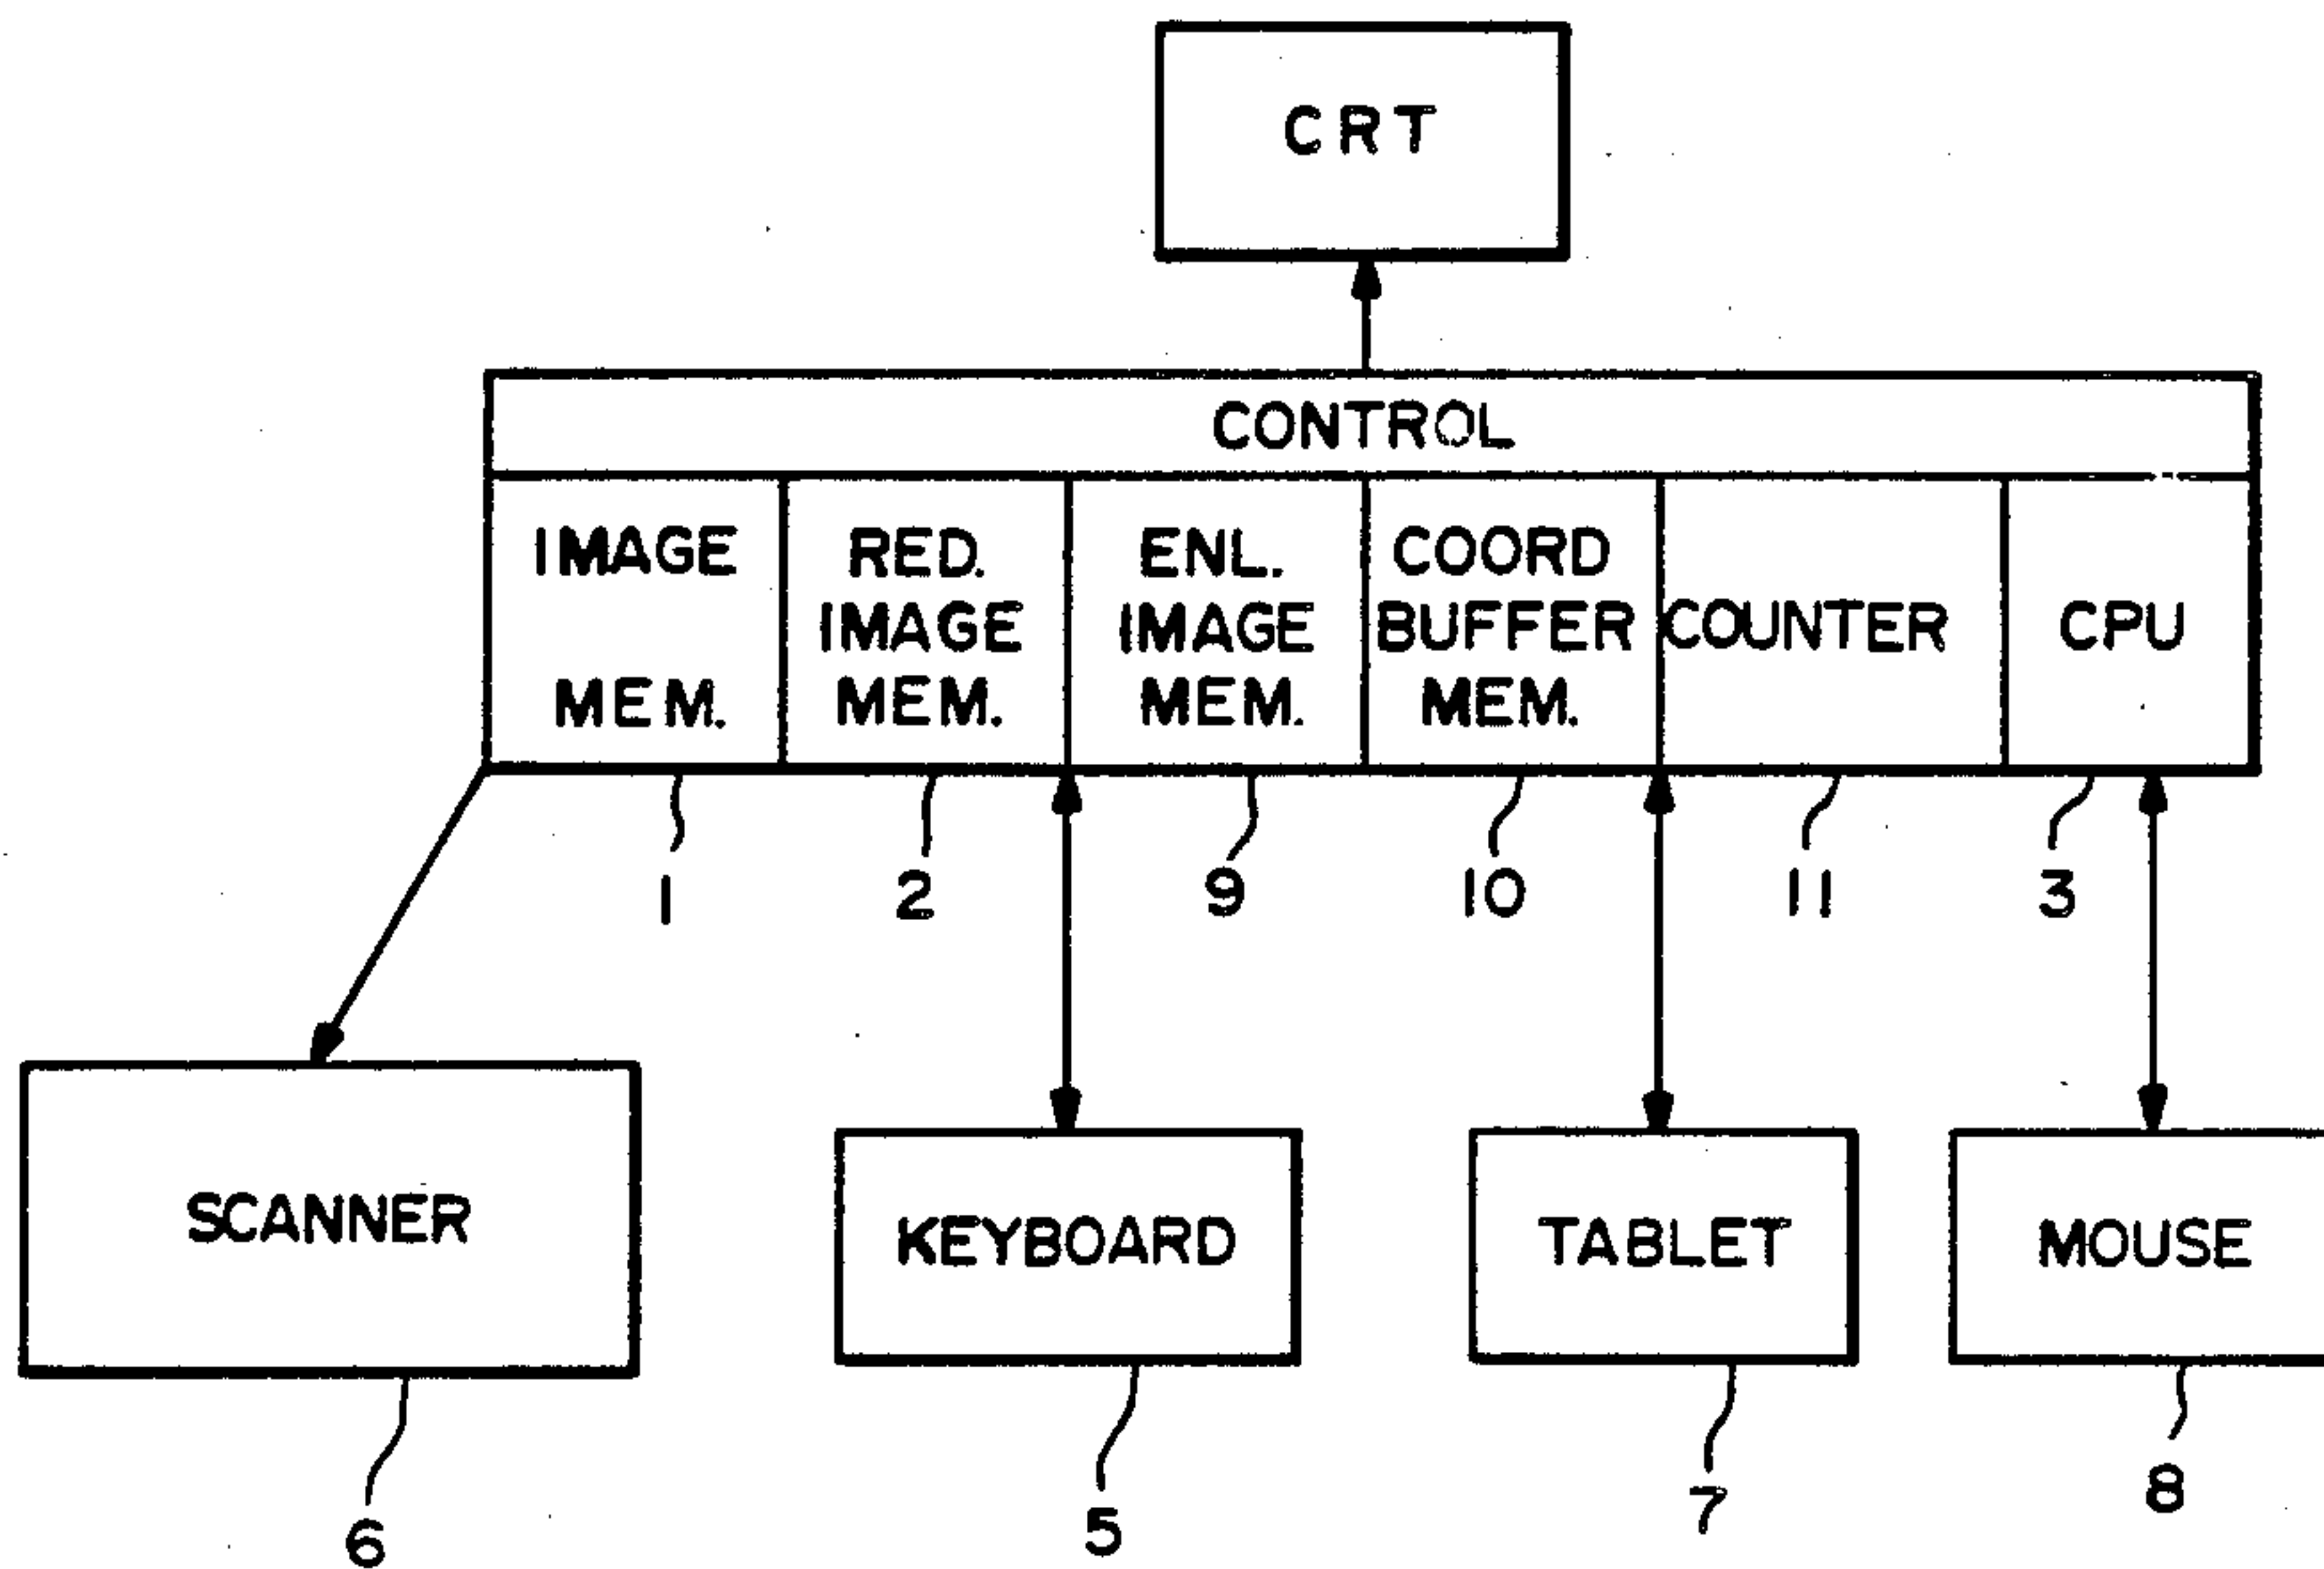 CRT
CONTROL
IMAGE
MEM.
RED.
IMAGE
MEM.
ENL.
IMAGE
MEM.
COORD
BUFFER
MEM.
COUNTER
CPU
1
2
9
10
11
3
SCANNER
KEYBOARD
TABLET
MOUSE
6
5
7
8